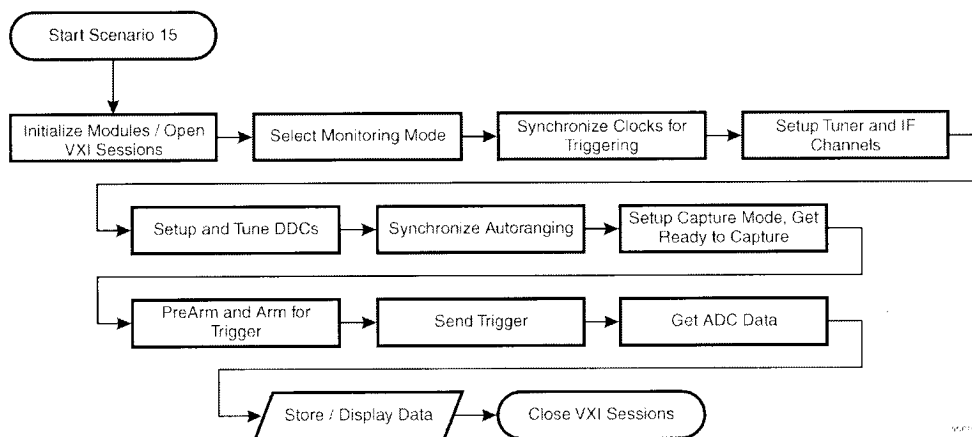 Start Scenario 15
Initialize Modules / Open
VXI Sessions
Select Monitoring Mode
Synchronize Clocks for
Triggering
Setup Tuner and IF
Channels
Setup and Tune DDCs
Synchronize Autoranging
Setup Capture Mode, Get
Ready to Capture
PreArm and Arm for
Trigger
Send Trigger
Get ADC Data
Store / Display Data
Close VXI Sessions